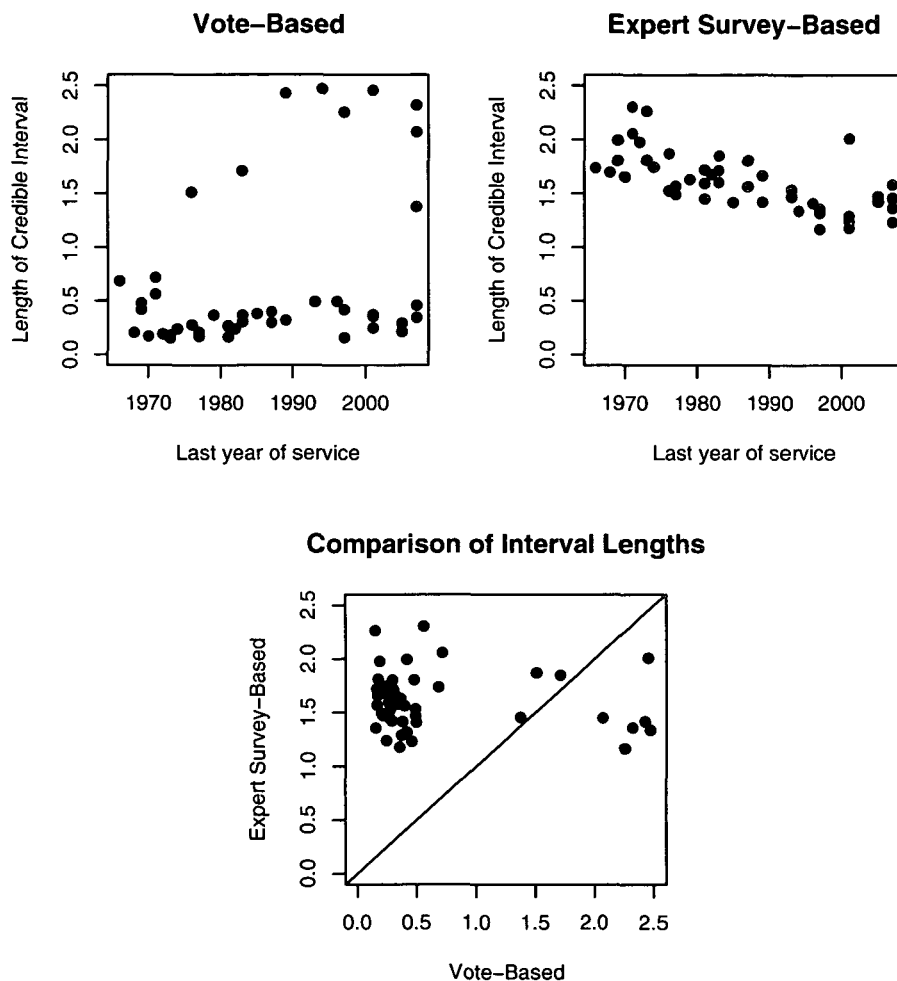 Vote-Based
Length of Credible Interval
0.0 0.5 1.0 1.5 2.0 2.5
1970 1980 1990 2000
Last year of service
Expert Survey-Based
Length of Credible Interval
0.0 0.5 1.0 1.5 2.0 2.5
1970 1980 1990 2000
Last year of service
Comparison of Interval Lengths
Expert Survey-Based
0.0 0.5 1.0 1.5 2.0 2.5
0.0 0.5 1.0 1.5 2.0 2.5
Vote-Based